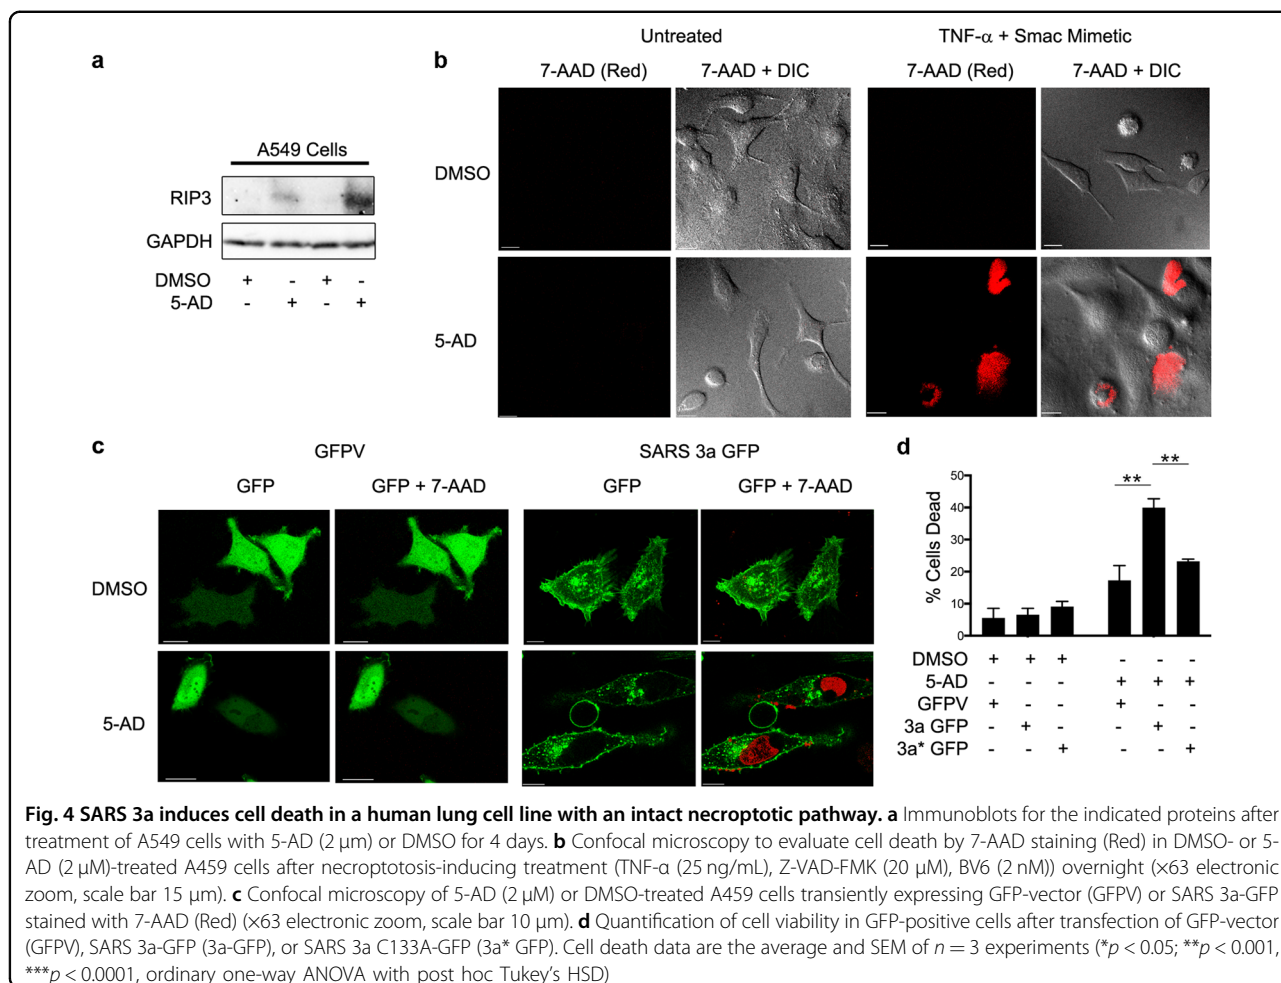 a
A549 Cells
RIP3
GAPDH
DMSO + - + -
5-AD - + - +
b
Untreated
TNF-α + Smac Mimetic
7-AAD (Red) 7-AAD + DIC 7-AAD (Red) 7-AAD + DIC
DMSO
5-AD
c
GFPV
SARS 3a GFP
GFP GFP + 7-AAD GFP GFP + 7-AAD
DMSO
5-AD
d
** **
% Cells Dead
50
40
30
20
10
0
DMSO + + + - - -
5-AD - - - + + +
GFPV + - - + - -
3a GFP - + - - + -
3a* GFP - - + - - +
Fig. 4 SARS 3a induces cell death in a human lung cell line with an intact necroptotic pathway. a Immunoblots for the indicated proteins after
treatment of A549 cells with 5-AD (2 μm) or DMSO for 4 days. b Confocal microscopy to evaluate cell death by 7-AAD staining (Red) in DMSO- or 5-
AD (2 μM)-treated A459 cells after necroptotosis-inducing treatment (TNF-α (25 ng/mL), Z-VAD-FMK (20 μM), BV6 (2 nM)) overnight (×63 electronic
zoom, scale bar 15 μm). c Confocal microscopy of 5-AD (2 μM) or DMSO-treated A459 cells transiently expressing GFP-vector (GFPV) or SARS 3a-GFP
stained with 7-AAD (Red) (×63 electronic zoom, scale bar 10 μm). d Quantification of cell viability in GFP-positive cells after transfection of GFP-vector
(GFPV), SARS 3a-GFP (3a-GFP), or SARS 3a C133A-GFP (3a* GFP). Cell death data are the average and SEM of n = 3 experiments (*p < 0.05; **p < 0.001,
***p < 0.0001, ordinary one-way ANOVA with post hoc Tukey's HSD)